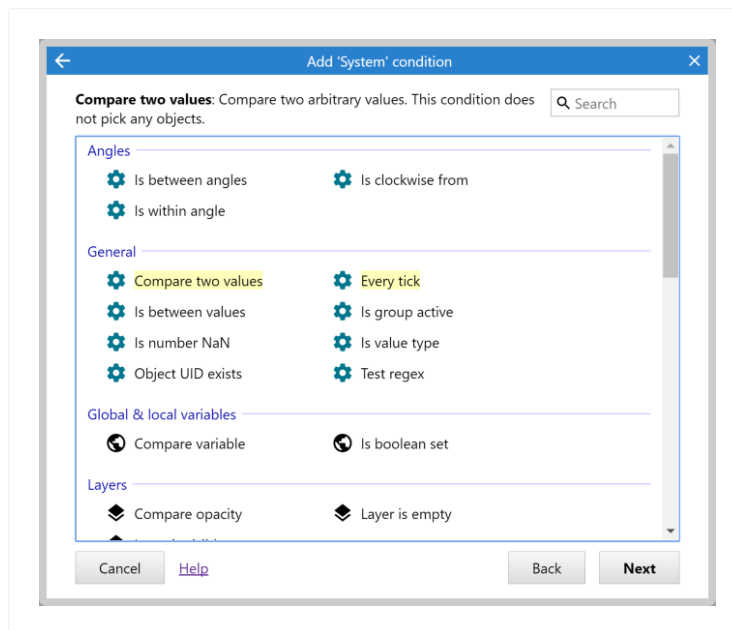 Add 'System' condition
Compare two values: Compare two arbitrary values. This condition does
not pick any objects.
Search
Angles
Is between angles
Is clockwise from
Is within angle
General
Compare two values
Every tick
Is between values
Is group active
Is number NaN
Is value type
Object UID exists
Test regex
Global & local variables
Compare variable
Is boolean set
Layers
Compare opacity
Layer is empty
Cancel
Help
Back
Next